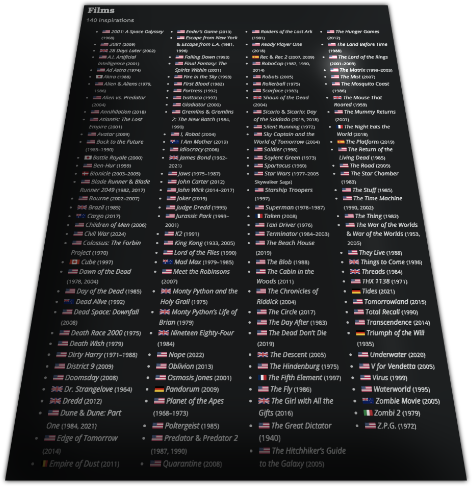 Films
140 inspirations
2001: A Space Odyssey
(1968)
2067 (2020)
28 Days Later (2002)
A.I. Artificial
Intelligence (2001)
Ad Astra (2019)
Akira (1988)
Alien & Aliens (1979,
1986)
Alien vs. Predator
(2004)
Annihilation (2018)
Atlantis: The Lost
Empire (2001)
Avatar (2009)
Back to the Future
(1985–1990)
Battle Royale (2000)
Ben-Hur (1959)
Bionicle (2003–2005)
Blade Runner & Blade
Runner 2049 (1982, 2017)
Bourne (2002–2007)
Brazil (1985)
Cargo (2017)
Children of Men (2006)
Civil War (2024)
Colossus: The Forbin
Project (1970)
Cube (1997)
Dawn of the Dead
(1978, 2004)
Day of the Dead (1985)
Dead Alive (1992)
Dead Space: Downfall
(2008)
Death Race 2000 (1975)
Death Wish (1979)
Dirty Harry (1971–1988)
District 9 (2009)
Doomsday (2008)
Dr. Strangelove (1964)
Dredd (2012)
Dune & Dune: Part
One (1984, 2021)
Edge of Tomorrow
(2014)
Empire of Dust (2011)
Ender's Game (2013)
Escape from New York
& Escape from L.A. (1981,
1996)
Falling Down (1993)
Final Fantasy: The
Spirits Within (2001)
Fire in the Sky (1993)
First Blood (1982)
Fortress (1992)
Gattaca (1997)
Gladiator (2000)
Gremlins & Gremlins
2: The New Batch (1984,
1990)
I, Robot (2004)
I Am Mother (2019)
Idiocracy (2006)
James Bond (1962–
2021)
Jaws (1975–1987)
John Carter (2012)
John Wick (2014–2017)
Joker (2019)
Judge Dredd (1995)
Jurassic Park (1993–
2001)
K2 (1991)
King Kong (1933, 2005)
Lord of the Flies (1990)
Mad Max (1979–1985)
Meet the Robinsons
(2007)
Monty Python and the
Holy Grail (1975)
Monty Python's Life of
Brian (1979)
Nineteen Eighty-Four
(1984)
Nope (2022)
Oblivion (2013)
Osmosis Jones (2001)
Pandorum (2009)
Planet of the Apes
(1968–1973)
Poltergeist (1985)
Predator & Predator 2
(1987, 1990)
Quarantine (2008)
Raiders of the Lost Ark
(1981)
Ready Player One
(2018)
Rec & Rec 2 (2007, 2009)
RoboCop (1987, 1990,
2014)
Robots (2005)
Rollerball (1975)
Scarface (1983)
Shaun of the Dead
(2004)
Sicario & Sicario: Day
of the Soldado (2015, 2018)
Silent Running (1972)
Sky Captain and the
World of Tomorrow (2004)
Soldier (1998)
Soylent Green (1973)
Spartacus (1960)
Star Wars (1977–2005
Skywalker Saga)
Starship Troopers
(1997)
Superman (1978–1987)
Taken (2008)
Taxi Driver (1976)
Terminator (1984–2003)
The Beach House
(2019)
The Blob (1988)
The Cabin in the
Woods (2011)
The Chronicles of
Riddick (2004)
The Circle (2017)
The Day After (1983)
The Dead Don't Die
(2019)
The Descent (2005)
The Hindenburg (1975)
The Fifth Element (1997)
The Fly (1986)
The Girl with All the
Gifts (2016)
The Great Dictator
(1940)
The Hitchhiker's Guide
to the Galaxy (2005)
The Hunger Games
(2012)
The Land Before Time
(1988)
The Lord of the Rings
(2001–2003)
The Matrix (1999–2003)
The Mist (2007)
The Mosquito Coast
(1986)
The Mouse That
Roared (1959)
The Mummy Returns
(2001)
The Night Eats the
World (2018)
The Platform (2019)
The Return of the
Living Dead (1985)
The Road (2009)
The Star Chamber
(1983)
The Stuff (1985)
The Time Machine
(1960, 2002)
The Thing (1982)
The War of the Worlds
& War of the Worlds (1953,
2005)
They Live (1988)
Things to Come (1936)
Threads (1984)
THX 1138 (1971)
Tides (2021)
Tomorrowland (2015)
Total Recall (1990)
Transcendence (2014)
Triumph of the Will
(1935)
Underwater (2020)
V for Vendetta (2005)
Virus (1999)
Waterworld (1995)
Zombie Movie (2005)
Zombi 2 (1979)
Z.P.G. (1972)